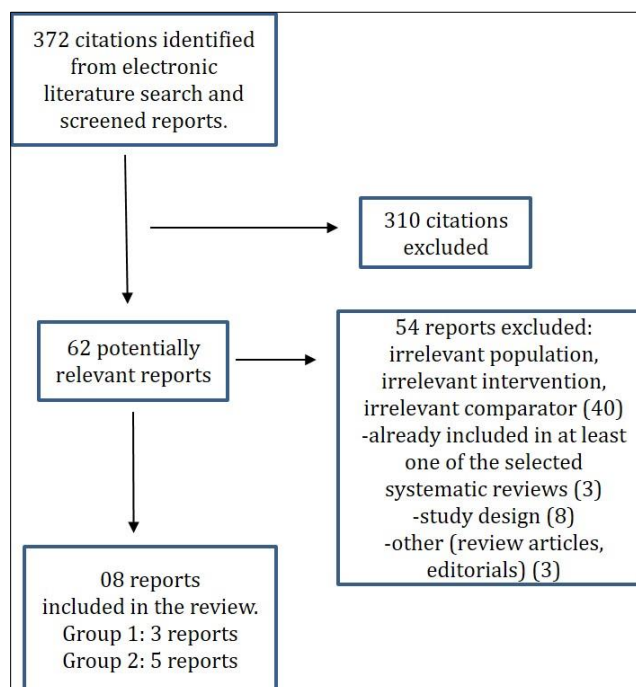 372 citations identified
from electronic
literature search and
screened reports.
310 citations
excluded
62 potentially
relevant reports
54 reports excluded:
irrelevant population,
irrelevant intervention,
irrelevant comparator (40)
-already included in at least
one of the selected
systematic reviews (3)
-study design (8)
-other (review articles,
editorials) (3)
08 reports
included in the review.
Group 1: 3 reports
Group 2: 5 reports